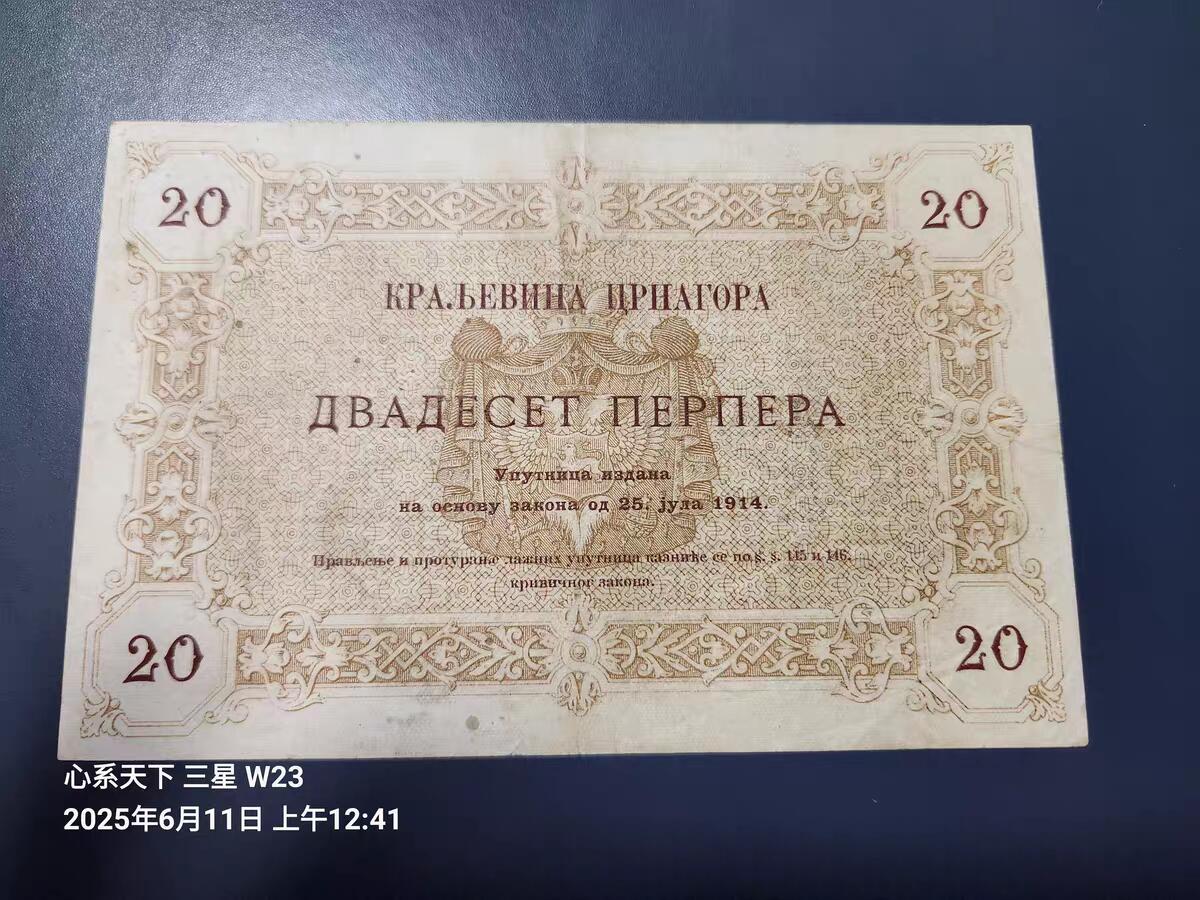 20 20
КРАЉЕВИНА ЦРНАГОРА
ДВАДЕСЕТ ПЕРПЕРА
Упутница издана
на основу закона од 25. јула 1914.
Прављење и протурање лажних упутница казниће се по §. §. 145 и 146.
кривичног закона.
20 20
心系天下 三星 W23
2025年6月11日 上午12:41